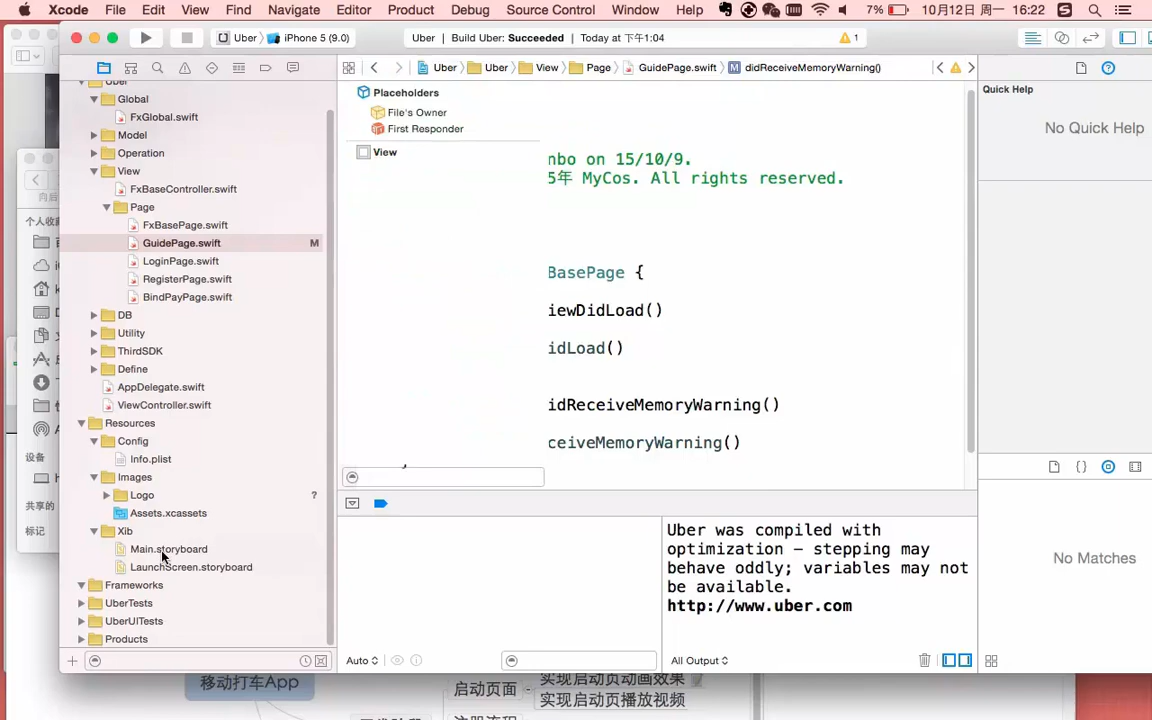 Xcode File Edit View Find Navigate Editor Product Debug Source Control Window Help 7% 10月12日 周一 16:22
Uber iPhone 5 (9.0) Uber Build Uber: Succeeded Today at 下午1:04 1
Uber Uber View Page GuidePage.swift M didReceiveMemoryWarning()
Uber
Global
FxGlobal.swift
Model
Operation
View
FxBaseController.swift
Page
FxBasePage.swift
GuidePage.swift M
LoginPage.swift
RegisterPage.swift
BindPayPage.swift
DB
Utility
ThirdSDK
Define
AppDelegate.swift
ViewController.swift
Resources
Config
Info.plist
Images
Logo ?
Assets.xcassets
Xib
Main.storyboard
LaunchScreen.storyboard
Frameworks
UberTests
UberUITests
Products
Placeholders
File's Owner
First Responder
View
nbo on 15/10/9.
5年 MyCos. All rights reserved.
BasePage {
iewDidLoad()
idLoad()
idReceiveMemoryWarning()
ceiveMemoryWarning()
Auto
Uber was compiled with
optimization – stepping may
behave oddly; variables may not
be available.
http://www.uber.com
All Output
Quick Help
No Quick Help
No Matches
向后
个人收藏
设备
共享的
标记
移动打车App
启动页面
实现启动页动画效果
实现启动页播放视频